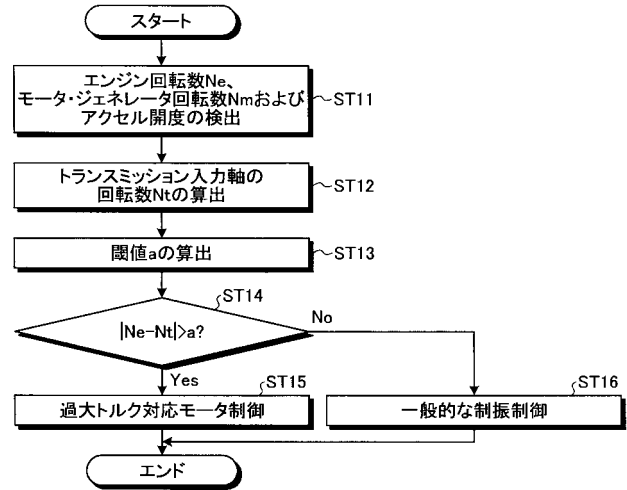 スタート
エンジン回転数Ne、
モータ・ジェネレータ回転数Nmおよび
アクセル開度の検出
ST11
トランスミッション入力軸の
回転数Ntの算出
ST12
閾値aの算出
ST13
ST14
|Ne-Nt|>a?
No
Yes
ST15
過大トルク対応モータ制御
ST16
一般的な制振制御
エンド